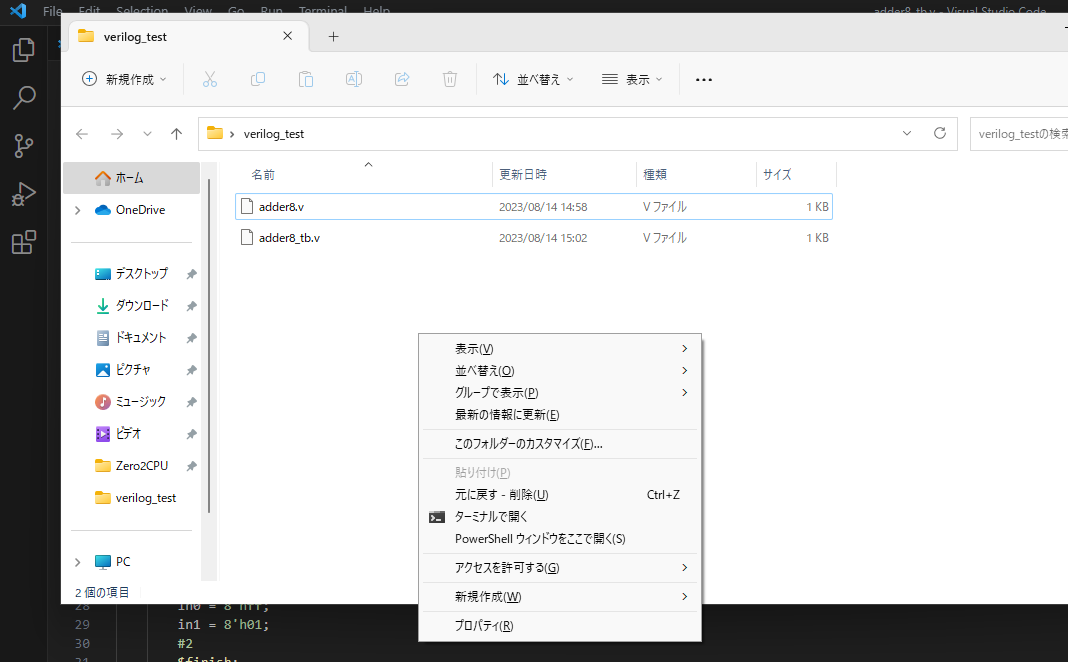 File Edit Selection View Go Run Terminal Help adder8_tb.v - Visual Studio Code
verilog_test
新規作成 並べ替え 表示
verilog_test verilog_testの検索
名前 更新日時 種類 サイズ
ホーム
adder8.v 2023/08/14 14:58 V ファイル 1 KB
OneDrive
adder8_tb.v 2023/08/14 15:02 V ファイル 1 KB
デスクトップ
ダウンロード
ドキュメント
ピクチャ
ミュージック
ビデオ
Zero2CPU
verilog_test
PC
2 個の項目
表示(V)
並べ替え(O)
グループで表示(P)
最新の情報に更新(E)
このフォルダーのカスタマイズ(F)...
貼り付け(P)
元に戻す - 削除(U) Ctrl+Z
ターミナルで開く
PowerShell ウィンドウをここで開く(S)
アクセスを許可する(G)
新規作成(W)
プロパティ(R)
28 in0 = 8'hff;
29 in1 = 8'h01;
30 #2
31 $finish;